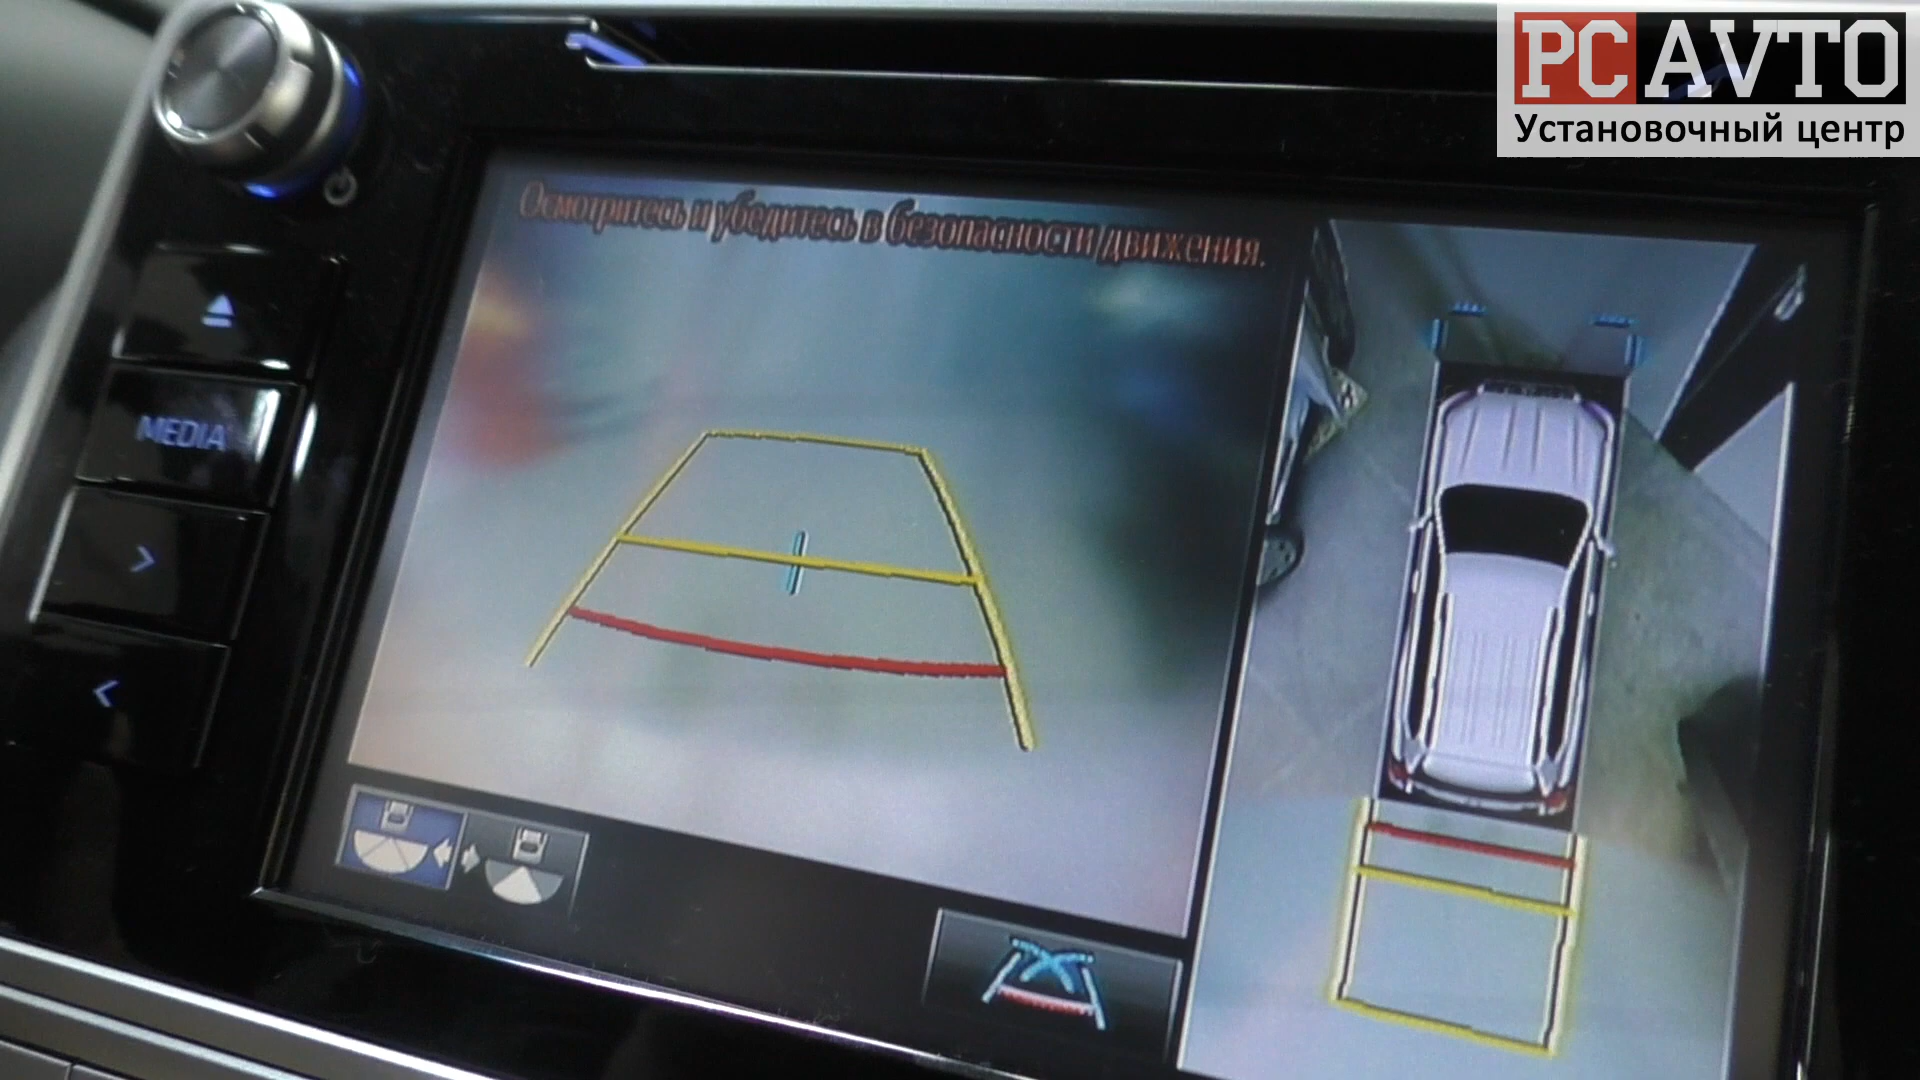 PC AVTO
Установочный центр
Осмотритесь и убедитесь в безопасности движения.
MEDIA